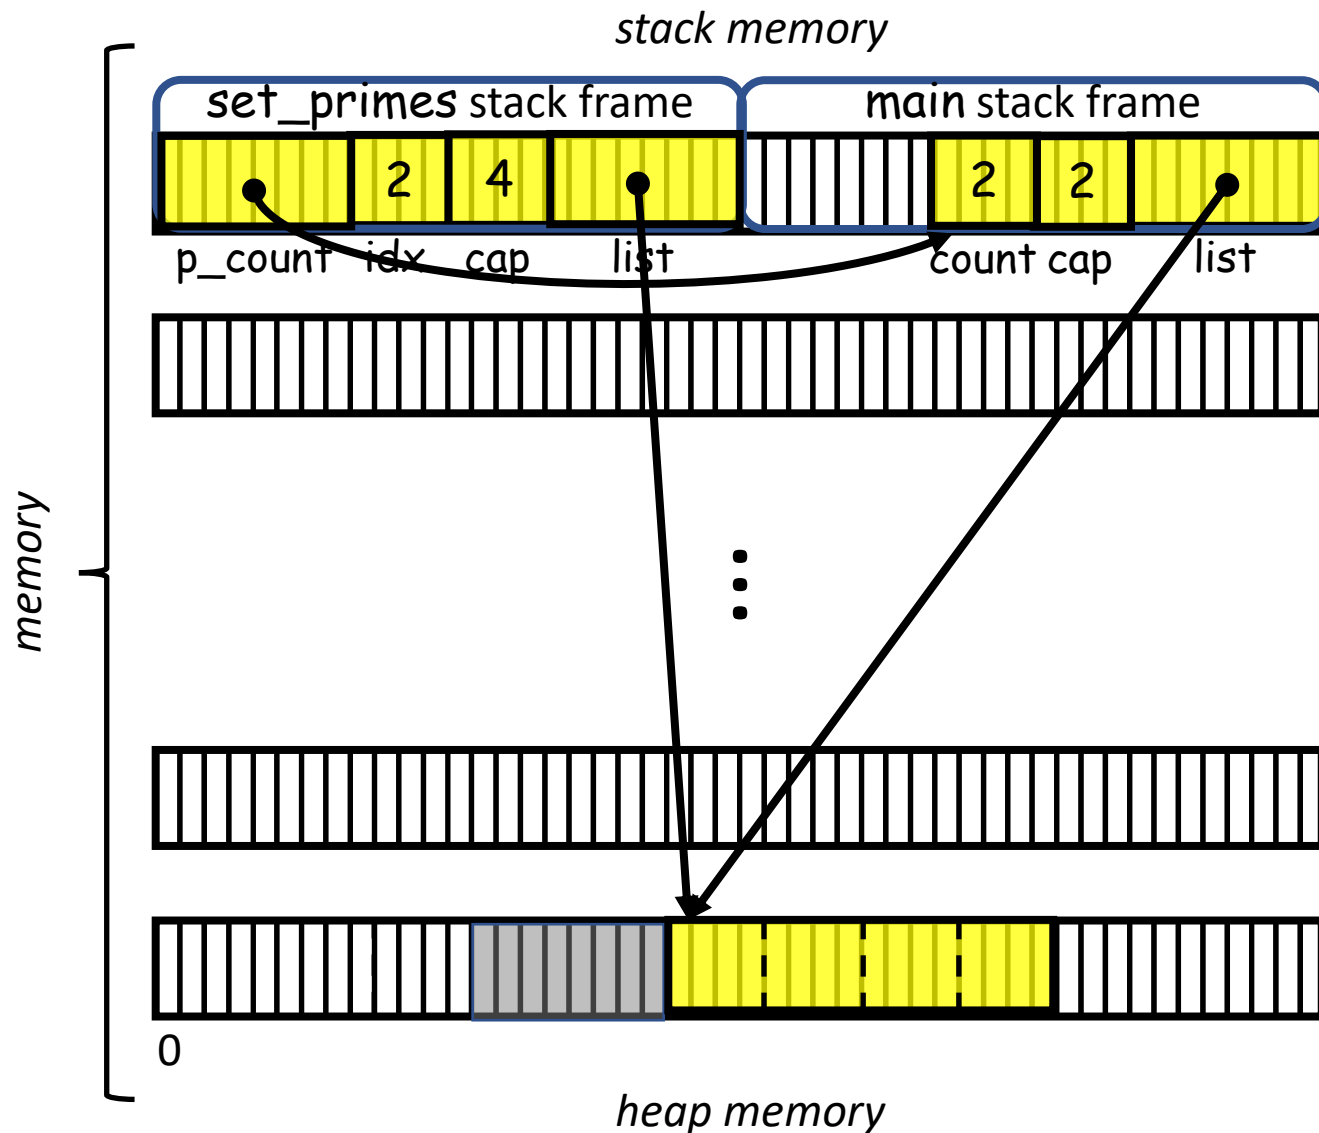 stack memory
set_primes stack frame
main stack frame
2
4
2
2
p_count
idx
cap
list
count
cap
list
memory
0
heap memory